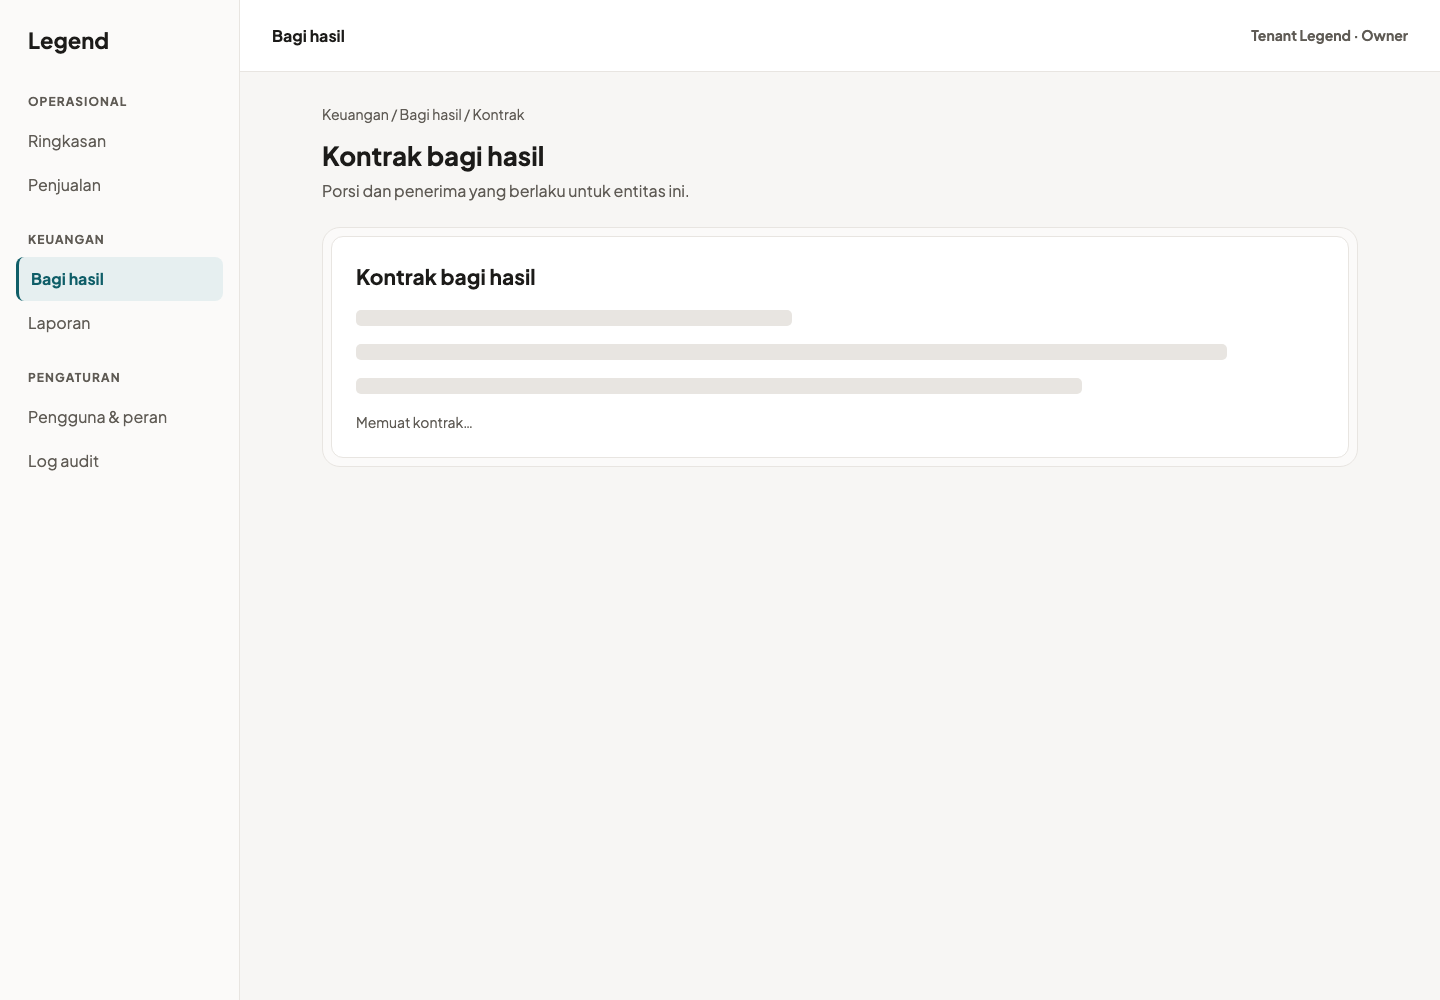 Legend
OPERASIONAL
Ringkasan
Penjualan
KEUANGAN
Bagi hasil
Laporan
PENGATURAN
Pengguna & peran
Log audit
Bagi hasil
Tenant Legend · Owner
Keuangan / Bagi hasil / Kontrak
Kontrak bagi hasil
Porsi dan penerima yang berlaku untuk entitas ini.
Kontrak bagi hasil
Memuat kontrak…